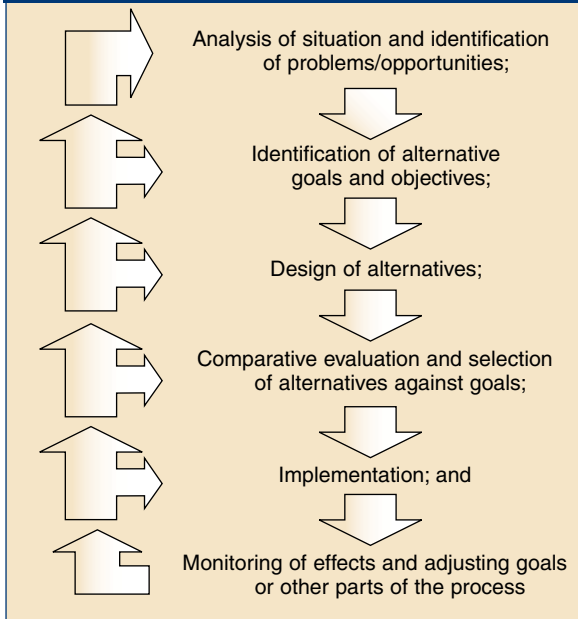 Analysis of situation and identification
of problems/opportunities;
Identification of alternative
goals and objectives;
Design of alternatives;
Comparative evaluation and selection
of alternatives against goals;
Implementation; and
Monitoring of effects and adjusting goals
or other parts of the process